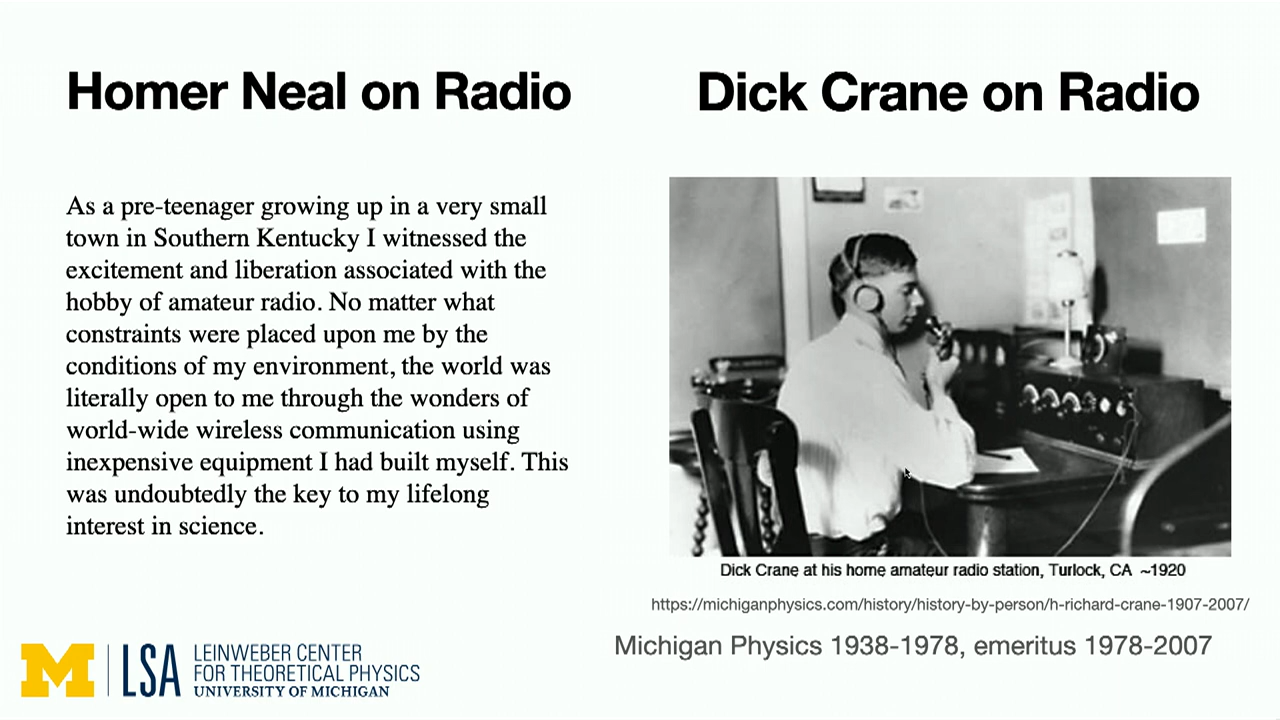 Homer Neal on Radio
As a pre-teenager growing up in a very small
town in Southern Kentucky I witnessed the
excitement and liberation associated with the
hobby of amateur radio. No matter what
constraints were placed upon me by the
conditions of my environment, the world was
literally open to me through the wonders of
world-wide wireless communication using
inexpensive equipment I had built myself. This
was undoubtedly the key to my lifelong
interest in science.
Dick Crane on Radio
Dick Crane at his home amateur radio station, Turlock, CA ~1920
https://michiganphysics.com/history/history-by-person/h-richard-crane-1907-2007/
Michigan Physics 1938-1978, emeritus 1978-2007
M LSA
LEINWEBER CENTER
FOR THEORETICAL PHYSICS
UNIVERSITY OF MICHIGAN